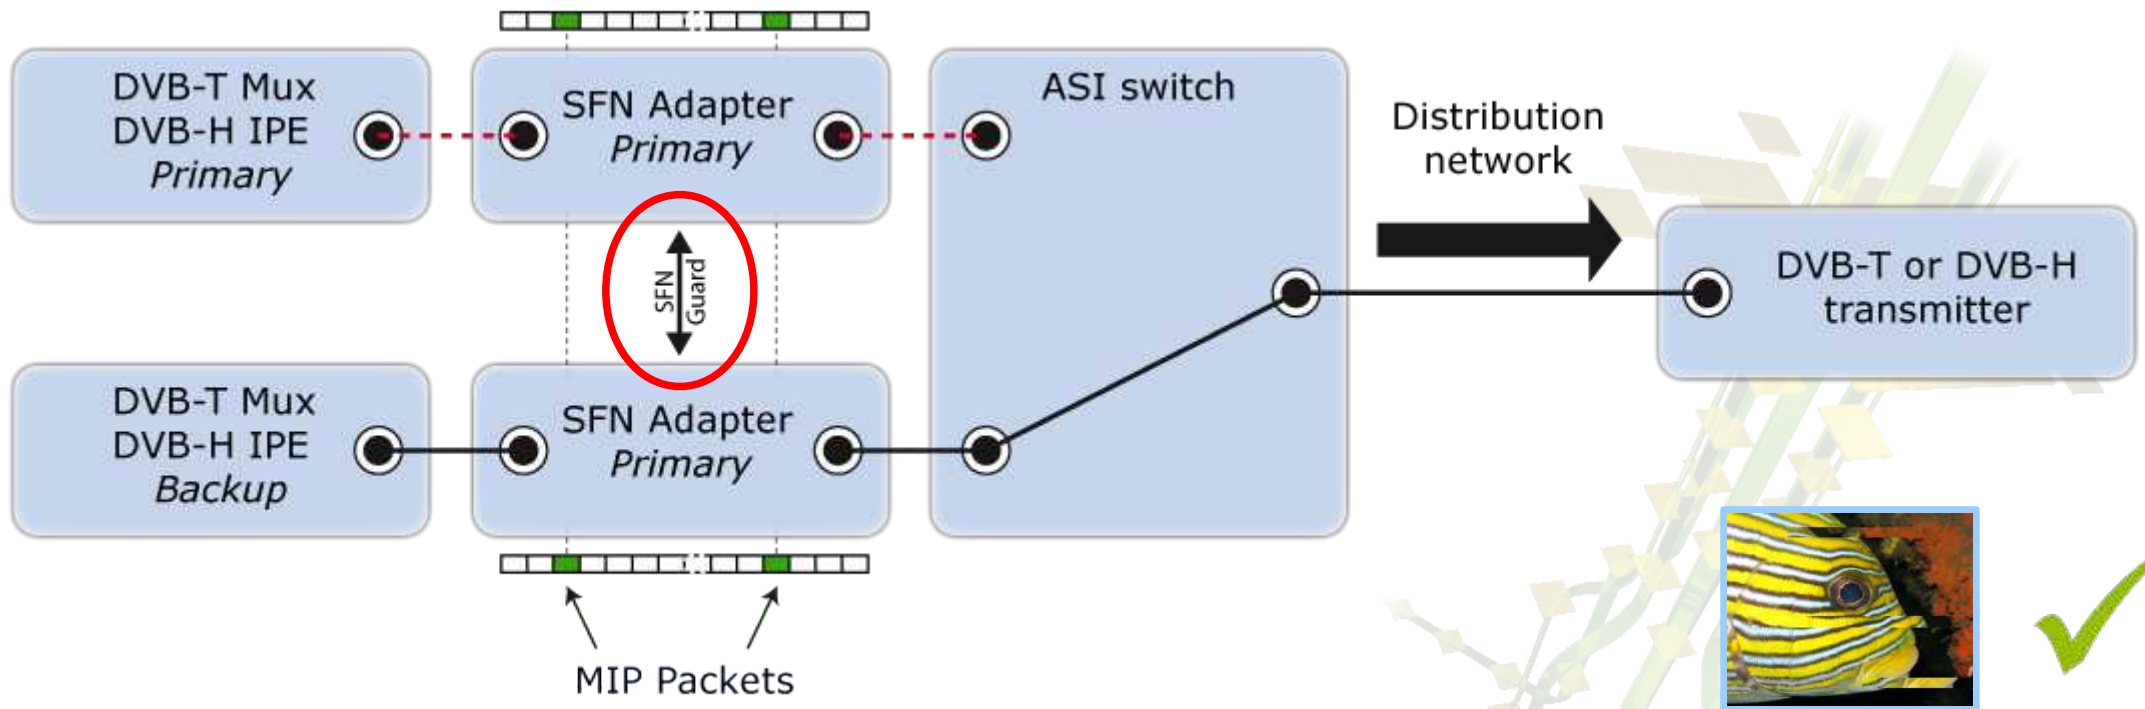 DVB-T Mux
DVB-H IPE
Primary
SFN Adapter
Primary
ASI switch
Distribution
network
SFN
Guard
DVB-T or DVB-H
transmitter
DVB-T Mux
DVB-H IPE
Backup
SFN Adapter
Primary
MIP Packets